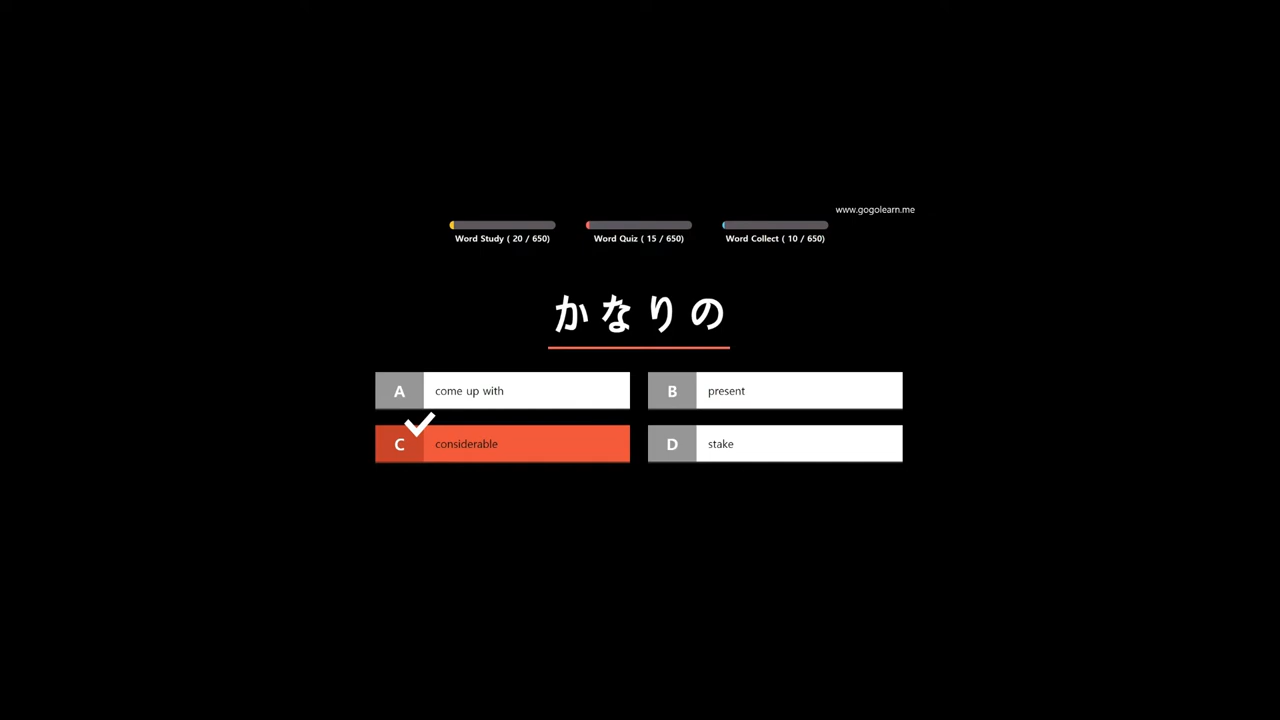 www.gogolearn.me
Word Study ( 20 / 650)
Word Quiz ( 15 / 650)
Word Collect ( 10 / 650)
かなりの
A come up with
B present
C considerable
D stake